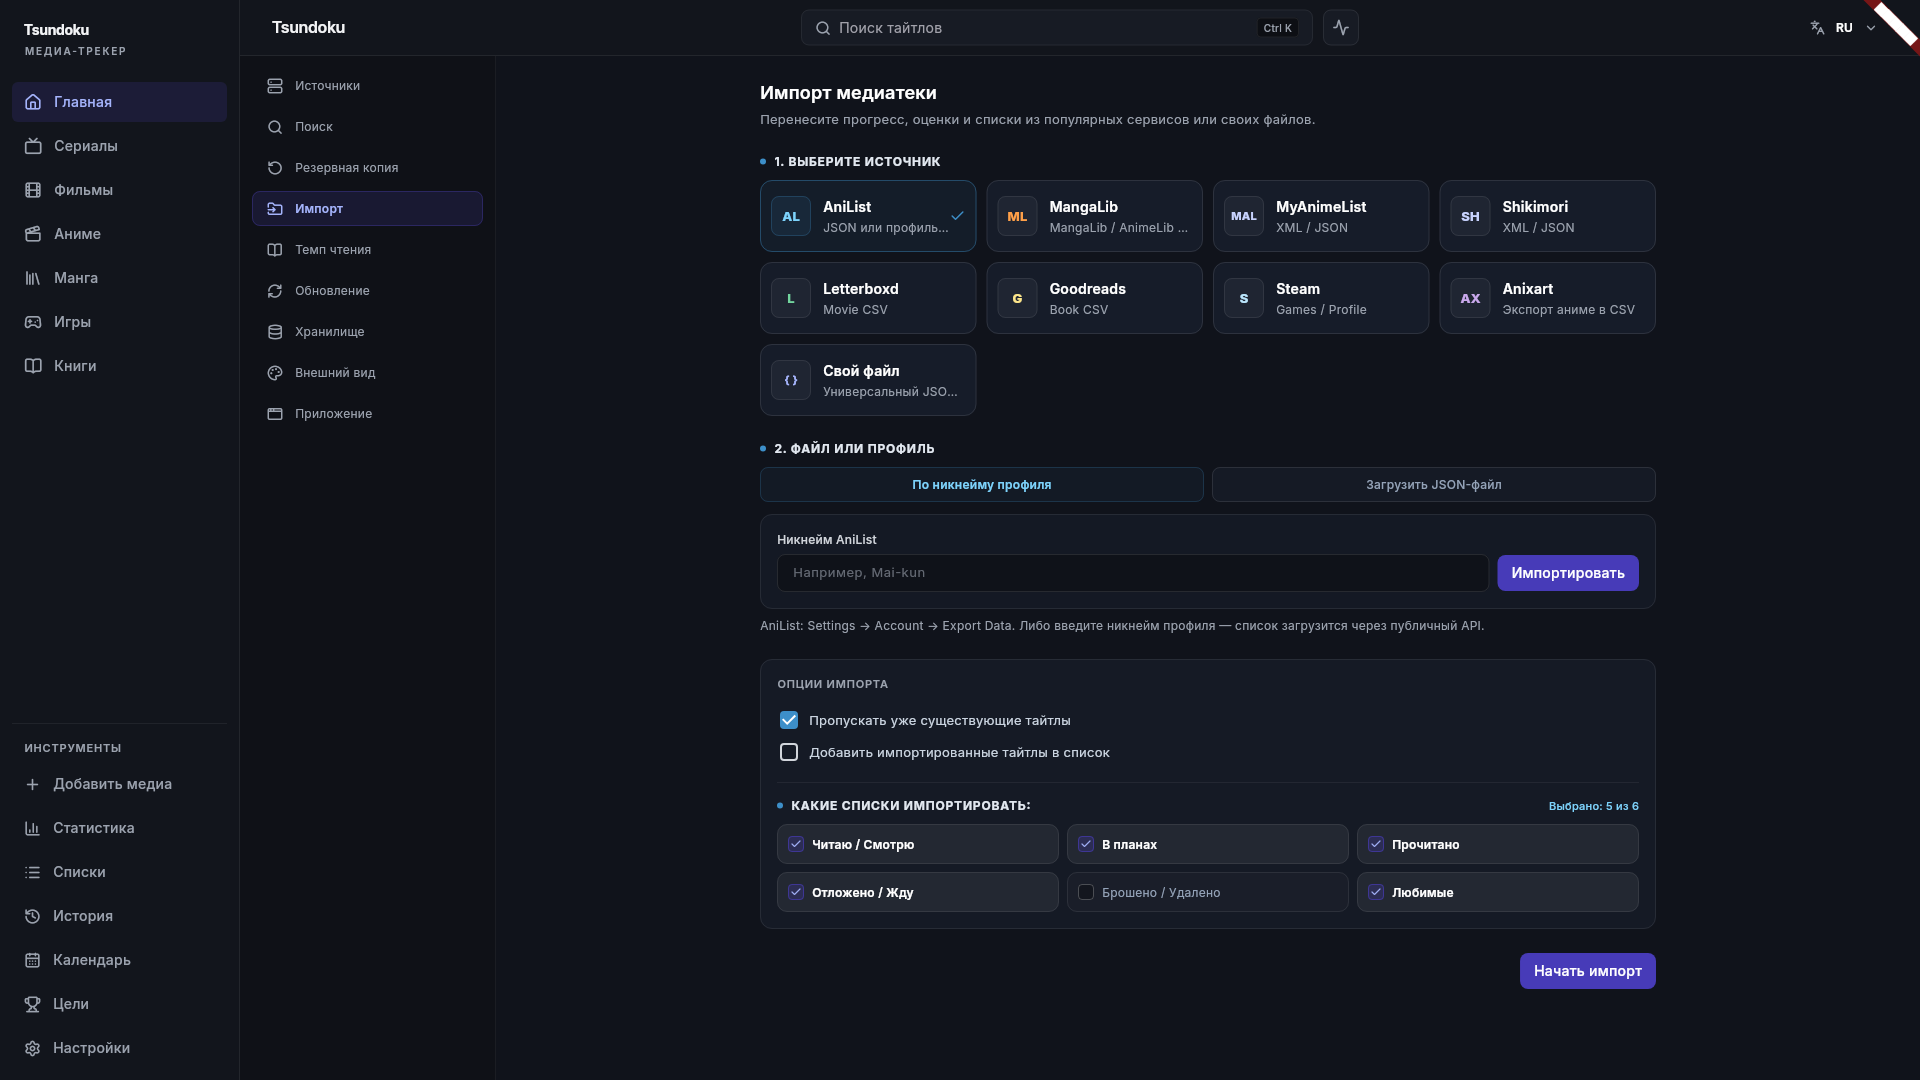 Tsundoku
МЕДИА-ТРЕКЕР
Главная
Сериалы
Фильмы
Аниме
Манга
Игры
Книги
ИНСТРУМЕНТЫ
Добавить медиа
Статистика
Списки
История
Календарь
Цели
Настройки
Tsundoku
Поиск тайтлов
Ctrl K
RU
Источники
Поиск
Резервная копия
Импорт
Темп чтения
Обновление
Хранилище
Внешний вид
Приложение
Импорт медиатеки
Перенесите прогресс, оценки и списки из популярных сервисов или своих файлов.
1. ВЫБЕРИТЕ ИСТОЧНИК
AL
AniList
JSON или профиль...
ML
MangaLib
MangaLib / AnimeLib ...
MAL
MyAnimeList
XML / JSON
SH
Shikimori
XML / JSON
L
Letterboxd
Movie CSV
G
Goodreads
Book CSV
S
Steam
Games / Profile
AX
Anixart
Экспорт аниме в CSV
{ }
Свой файл
Универсальный JSO...
2. ФАЙЛ ИЛИ ПРОФИЛЬ
По никнейму профиля
Загрузить JSON-файл
Никнейм AniList
Например, Mai-kun
Импортировать
AniList: Settings → Account → Export Data. Либо введите никнейм профиля — список загрузится через публичный API.
ОПЦИИ ИМПОРТА
Пропускать уже существующие тайтлы
Добавить импортированные тайтлы в список
КАКИЕ СПИСКИ ИМПОРТИРОВАТЬ:
Выбрано: 5 из 6
Читаю / Смотрю
В планах
Прочитано
Отложено / Жду
Брошено / Удалено
Любимые
Начать импорт